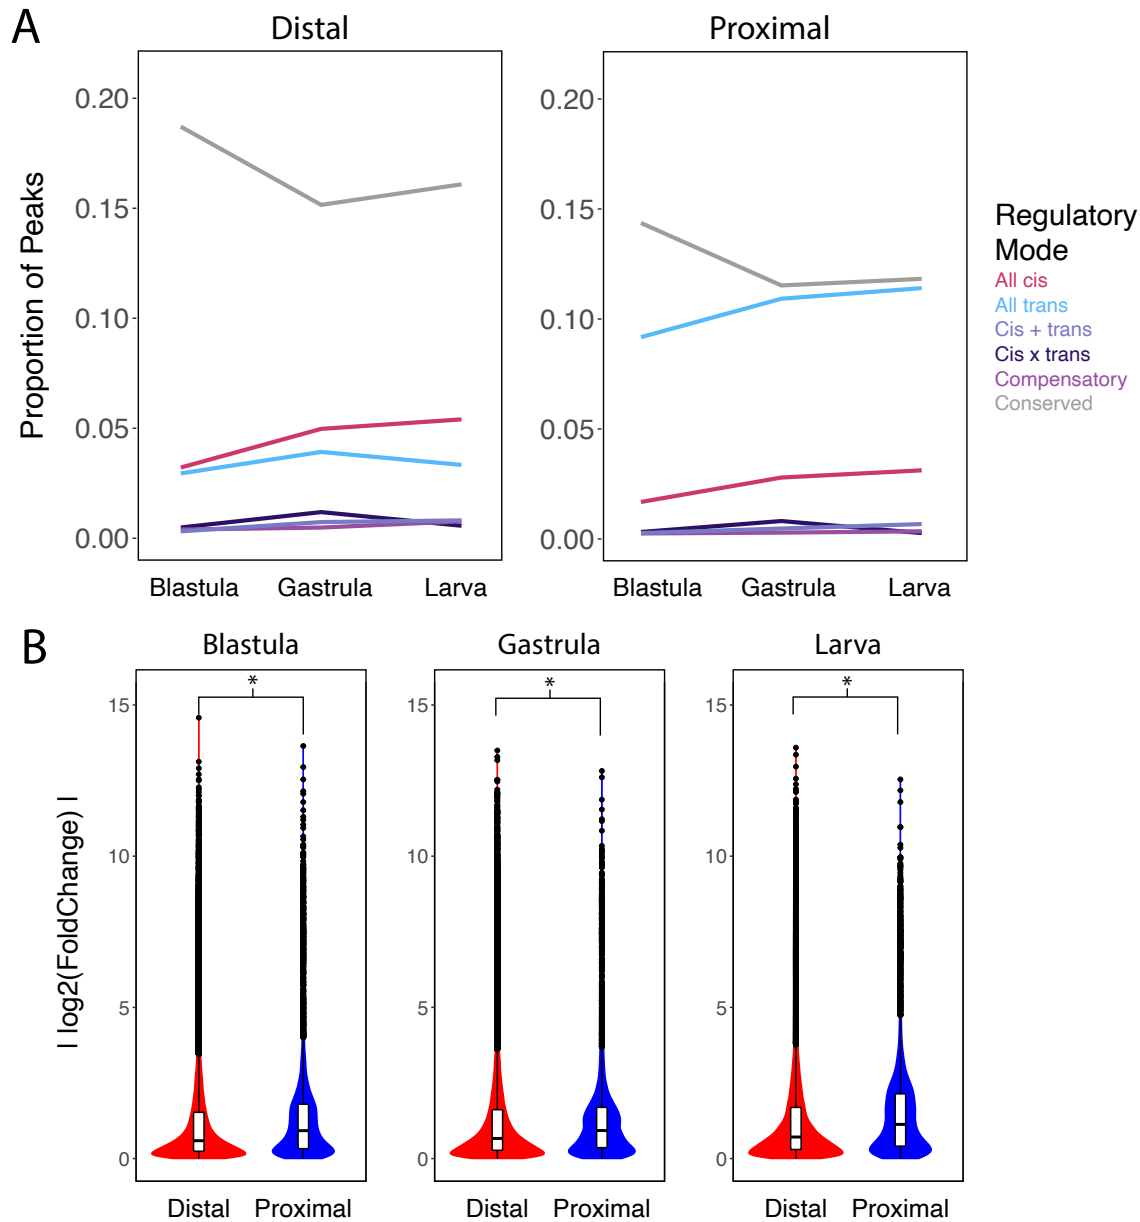 A
Distal
Proximal
Proportion of Peaks
0.20
0.15
0.10
0.05
0.00
Blastula Gastrula Larva
0.20
0.15
0.10
0.05
0.00
Blastula Gastrula Larva
Regulatory
Mode
All cis
All trans
Cis + trans
Cis x trans
Compensatory
Conserved
B
Blastula
Gastrula
Larva
| log2(FoldChange) |
15
10
5
0
*
Distal Proximal
15
10
5
0
*
Distal Proximal
15
10
5
0
*
Distal Proximal